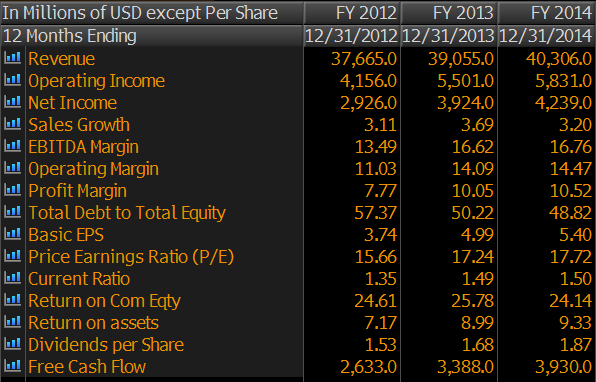 In Millions of USD except Per Share FY 2012 FY 2013 FY 2014
12 Months Ending 12/31/2012 12/31/2013 12/31/2014
Revenue 37,665.0 39,055.0 40,306.0
Operating Income 4,156.0 5,501.0 5,831.0
Net Income 2,926.0 3,924.0 4,239.0
Sales Growth 3.11 3.69 3.20
EBITDA Margin 13.49 16.62 16.76
Operating Margin 11.03 14.09 14.47
Profit Margin 7.77 10.05 10.52
Total Debt to Total Equity 57.37 50.22 48.82
Basic EPS 3.74 4.99 5.40
Price Earnings Ratio (P/E) 15.66 17.24 17.72
Current Ratio 1.35 1.49 1.50
Return on Com Eqty 24.61 25.78 24.14
Return on assets 7.17 8.99 9.33
Dividends per Share 1.53 1.68 1.87
Free Cash Flow 2,633.0 3,388.0 3,930.0